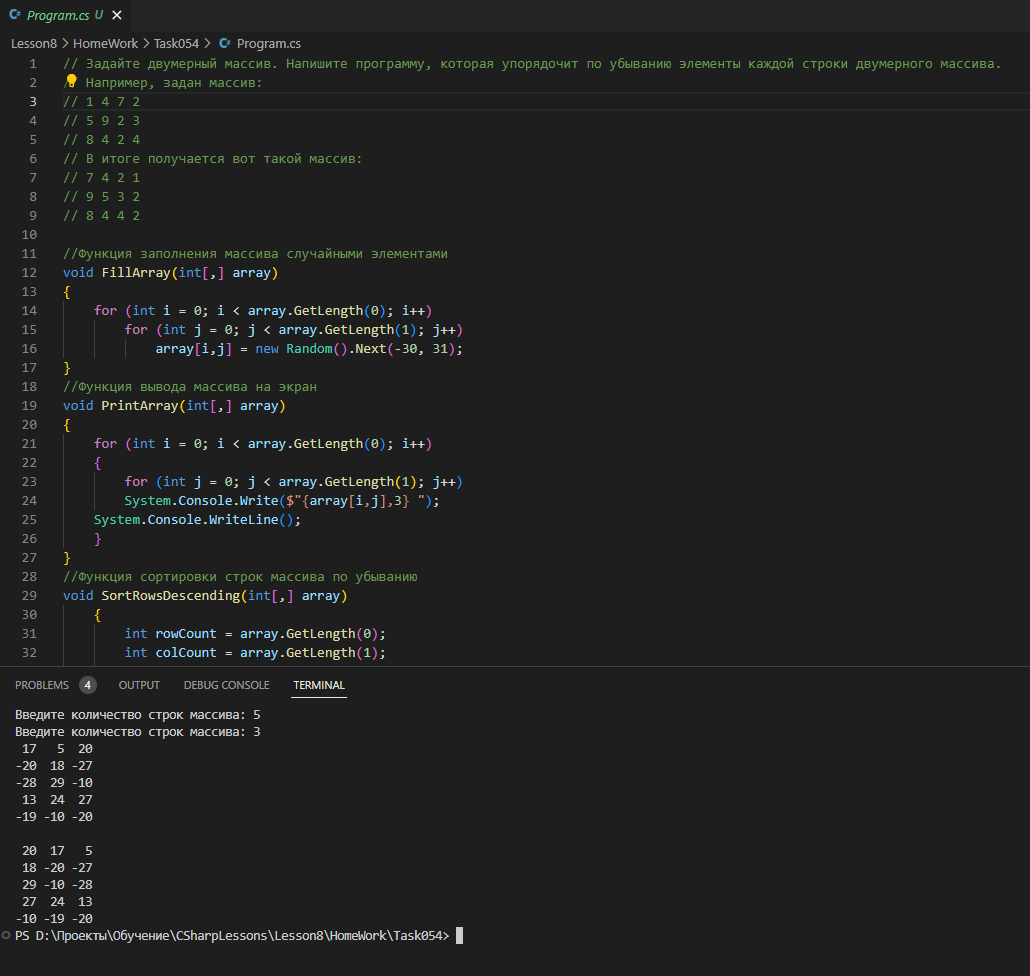 Program.cs U
Lesson8 > HomeWork > Task054 > Program.cs
1 // Задайте двумерный массив. Напишите программу, которая упорядочит по убыванию элементы каждой строки двумерного массива.
2 // Например, задан массив:
3 // 1 4 7 2
4 // 5 9 2 3
5 // 8 4 2 4
6 // В итоге получается вот такой массив:
7 // 7 4 2 1
8 // 9 5 3 2
9 // 8 4 4 2
10
11 //Функция заполнения массива случайными элементами
12 void FillArray(int[,] array)
13 {
14     for (int i = 0; i < array.GetLength(0); i++)
15         for (int j = 0; j < array.GetLength(1); j++)
16             array[i,j] = new Random().Next(-30, 31);
17 }
18 //Функция вывода массива на экран
19 void PrintArray(int[,] array)
20 {
21     for (int i = 0; i < array.GetLength(0); i++)
22     {
23         for (int j = 0; j < array.GetLength(1); j++)
24         System.Console.Write($"{array[i,j],3} ");
25     System.Console.WriteLine();
26     }
27 }
28 //Функция сортировки строк массива по убыванию
29 void SortRowsDescending(int[,] array)
30     {
31         int rowCount = array.GetLength(0);
32         int colCount = array.GetLength(1);
PROBLEMS 4 OUTPUT DEBUG CONSOLE TERMINAL
Введите количество строк массива: 5
Введите количество строк массива: 3
 17   5  20
-20  18 -27
-28  29 -10
 13  24  27
-19 -10 -20

 20  17   5
 18 -20 -27
 29 -10 -28
 27  24  13
-10 -19 -20
PS D:\Проекты\Обучение\CSharpLessons\Lesson8\HomeWork\Task054>